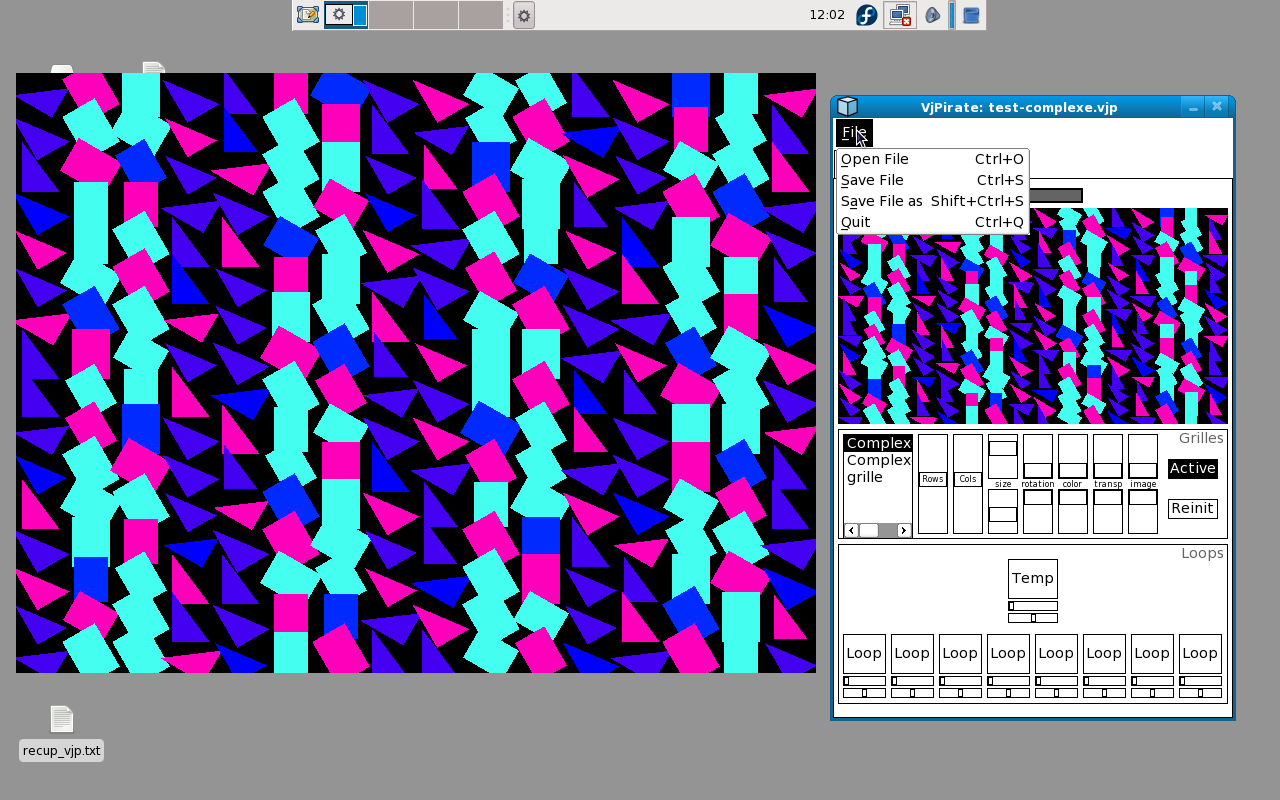 12:02
VjPirate: test-complexe.vjp
File
Open File Ctrl+O
Save File Ctrl+S
Save File as Shift+Ctrl+S
Quit Ctrl+Q
Grilles
Complex
Complex
grille
Rows
Cols
size
rotation
color
transp
image
Active
Reinit
Loops
Temp
Loop
Loop
Loop
Loop
Loop
Loop
Loop
Loop
recup_vjp.txt